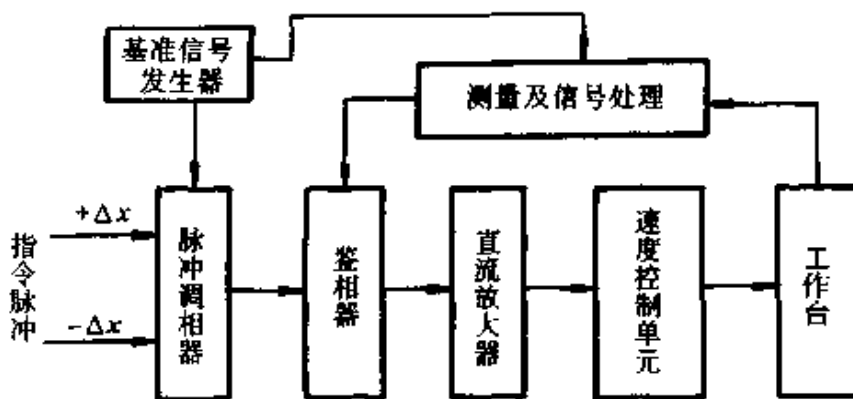 基准信号
发生器
测量及信号处理
指令脉冲
+Δx
-Δx
脉冲调相器
鉴相器
直流放大器
速度控制单元
工作台